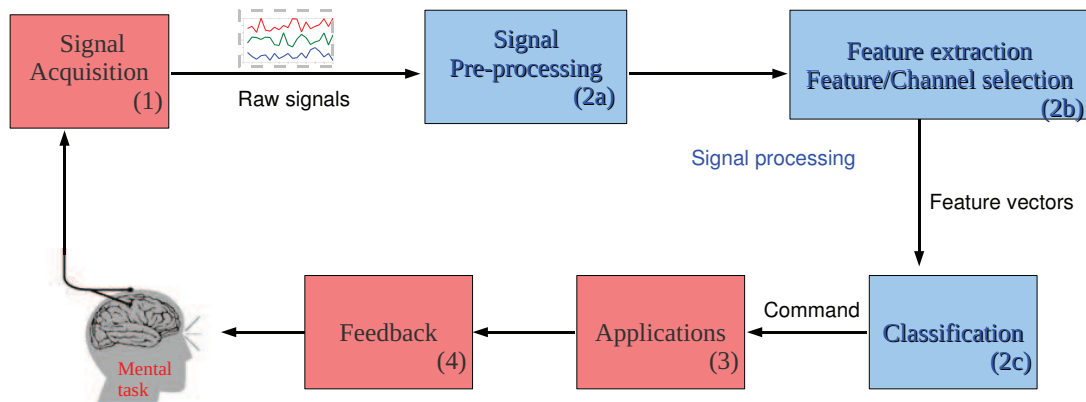 Signal
Acquisition
(1)
Raw signals
Signal
Pre-processing
(2a)
Feature extraction
Feature/Channel selection
(2b)
Signal processing
Feature vectors
Classification
(2c)
Command
Applications
(3)
Feedback
(4)
Mental
task